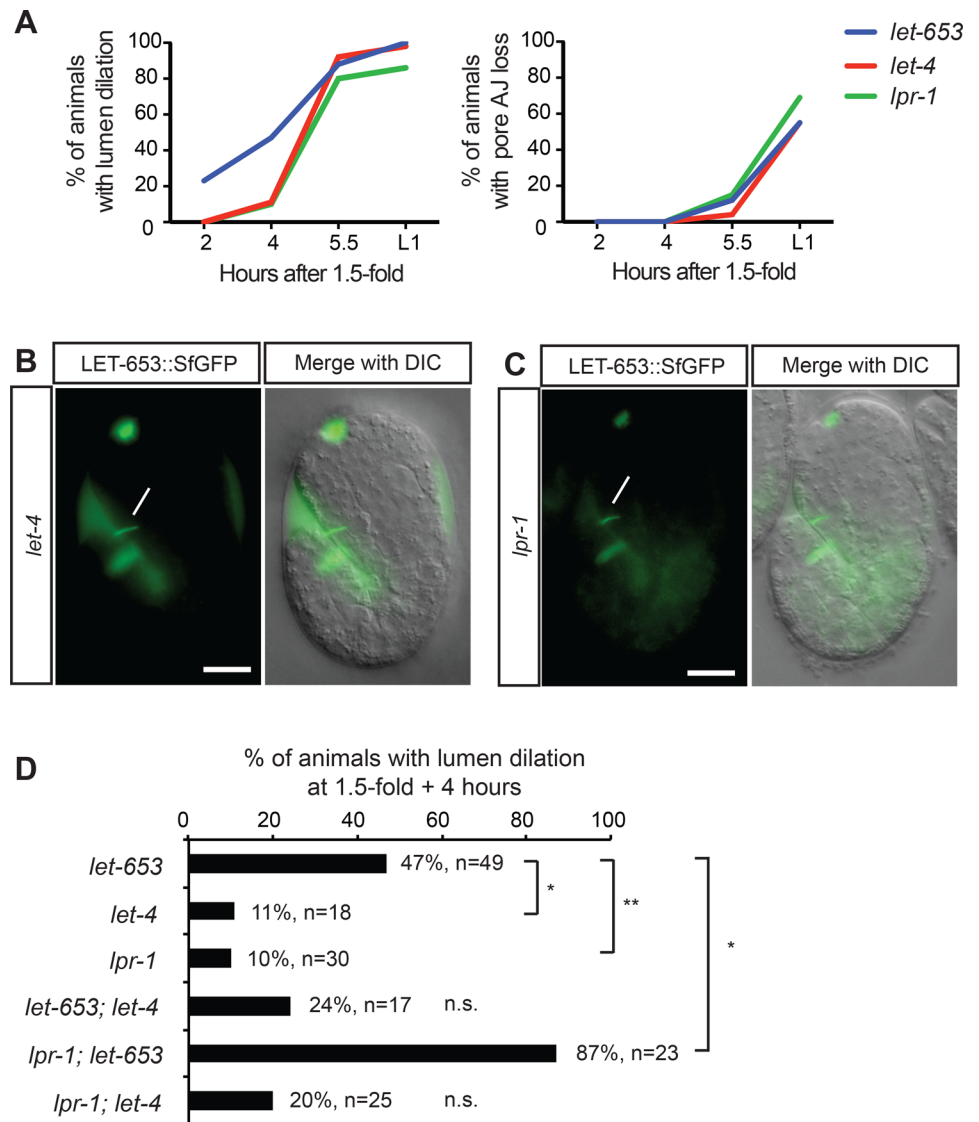 A
% of animals
with lumen dilation
100
80
60
40
20
0
2 4 5.5 L1
Hours after 1.5-fold
% of animals
with pore AJ loss
100
80
60
40
20
0
2 4 5.5 L1
Hours after 1.5-fold
let-653
let-4
lpr-1
B
LET-653::SfGFP
Merge with DIC
let-4
C
LET-653::SfGFP
Merge with DIC
lpr-1
D
% of animals with lumen dilation
at 1.5-fold + 4 hours
0 20 40 60 80 100
let-653 47%, n=49
let-4 11%, n=18
lpr-1 10%, n=30
let-653; let-4 24%, n=17 n.s.
lpr-1; let-653 87%, n=23
lpr-1; let-4 20%, n=25 n.s.
*
**
*